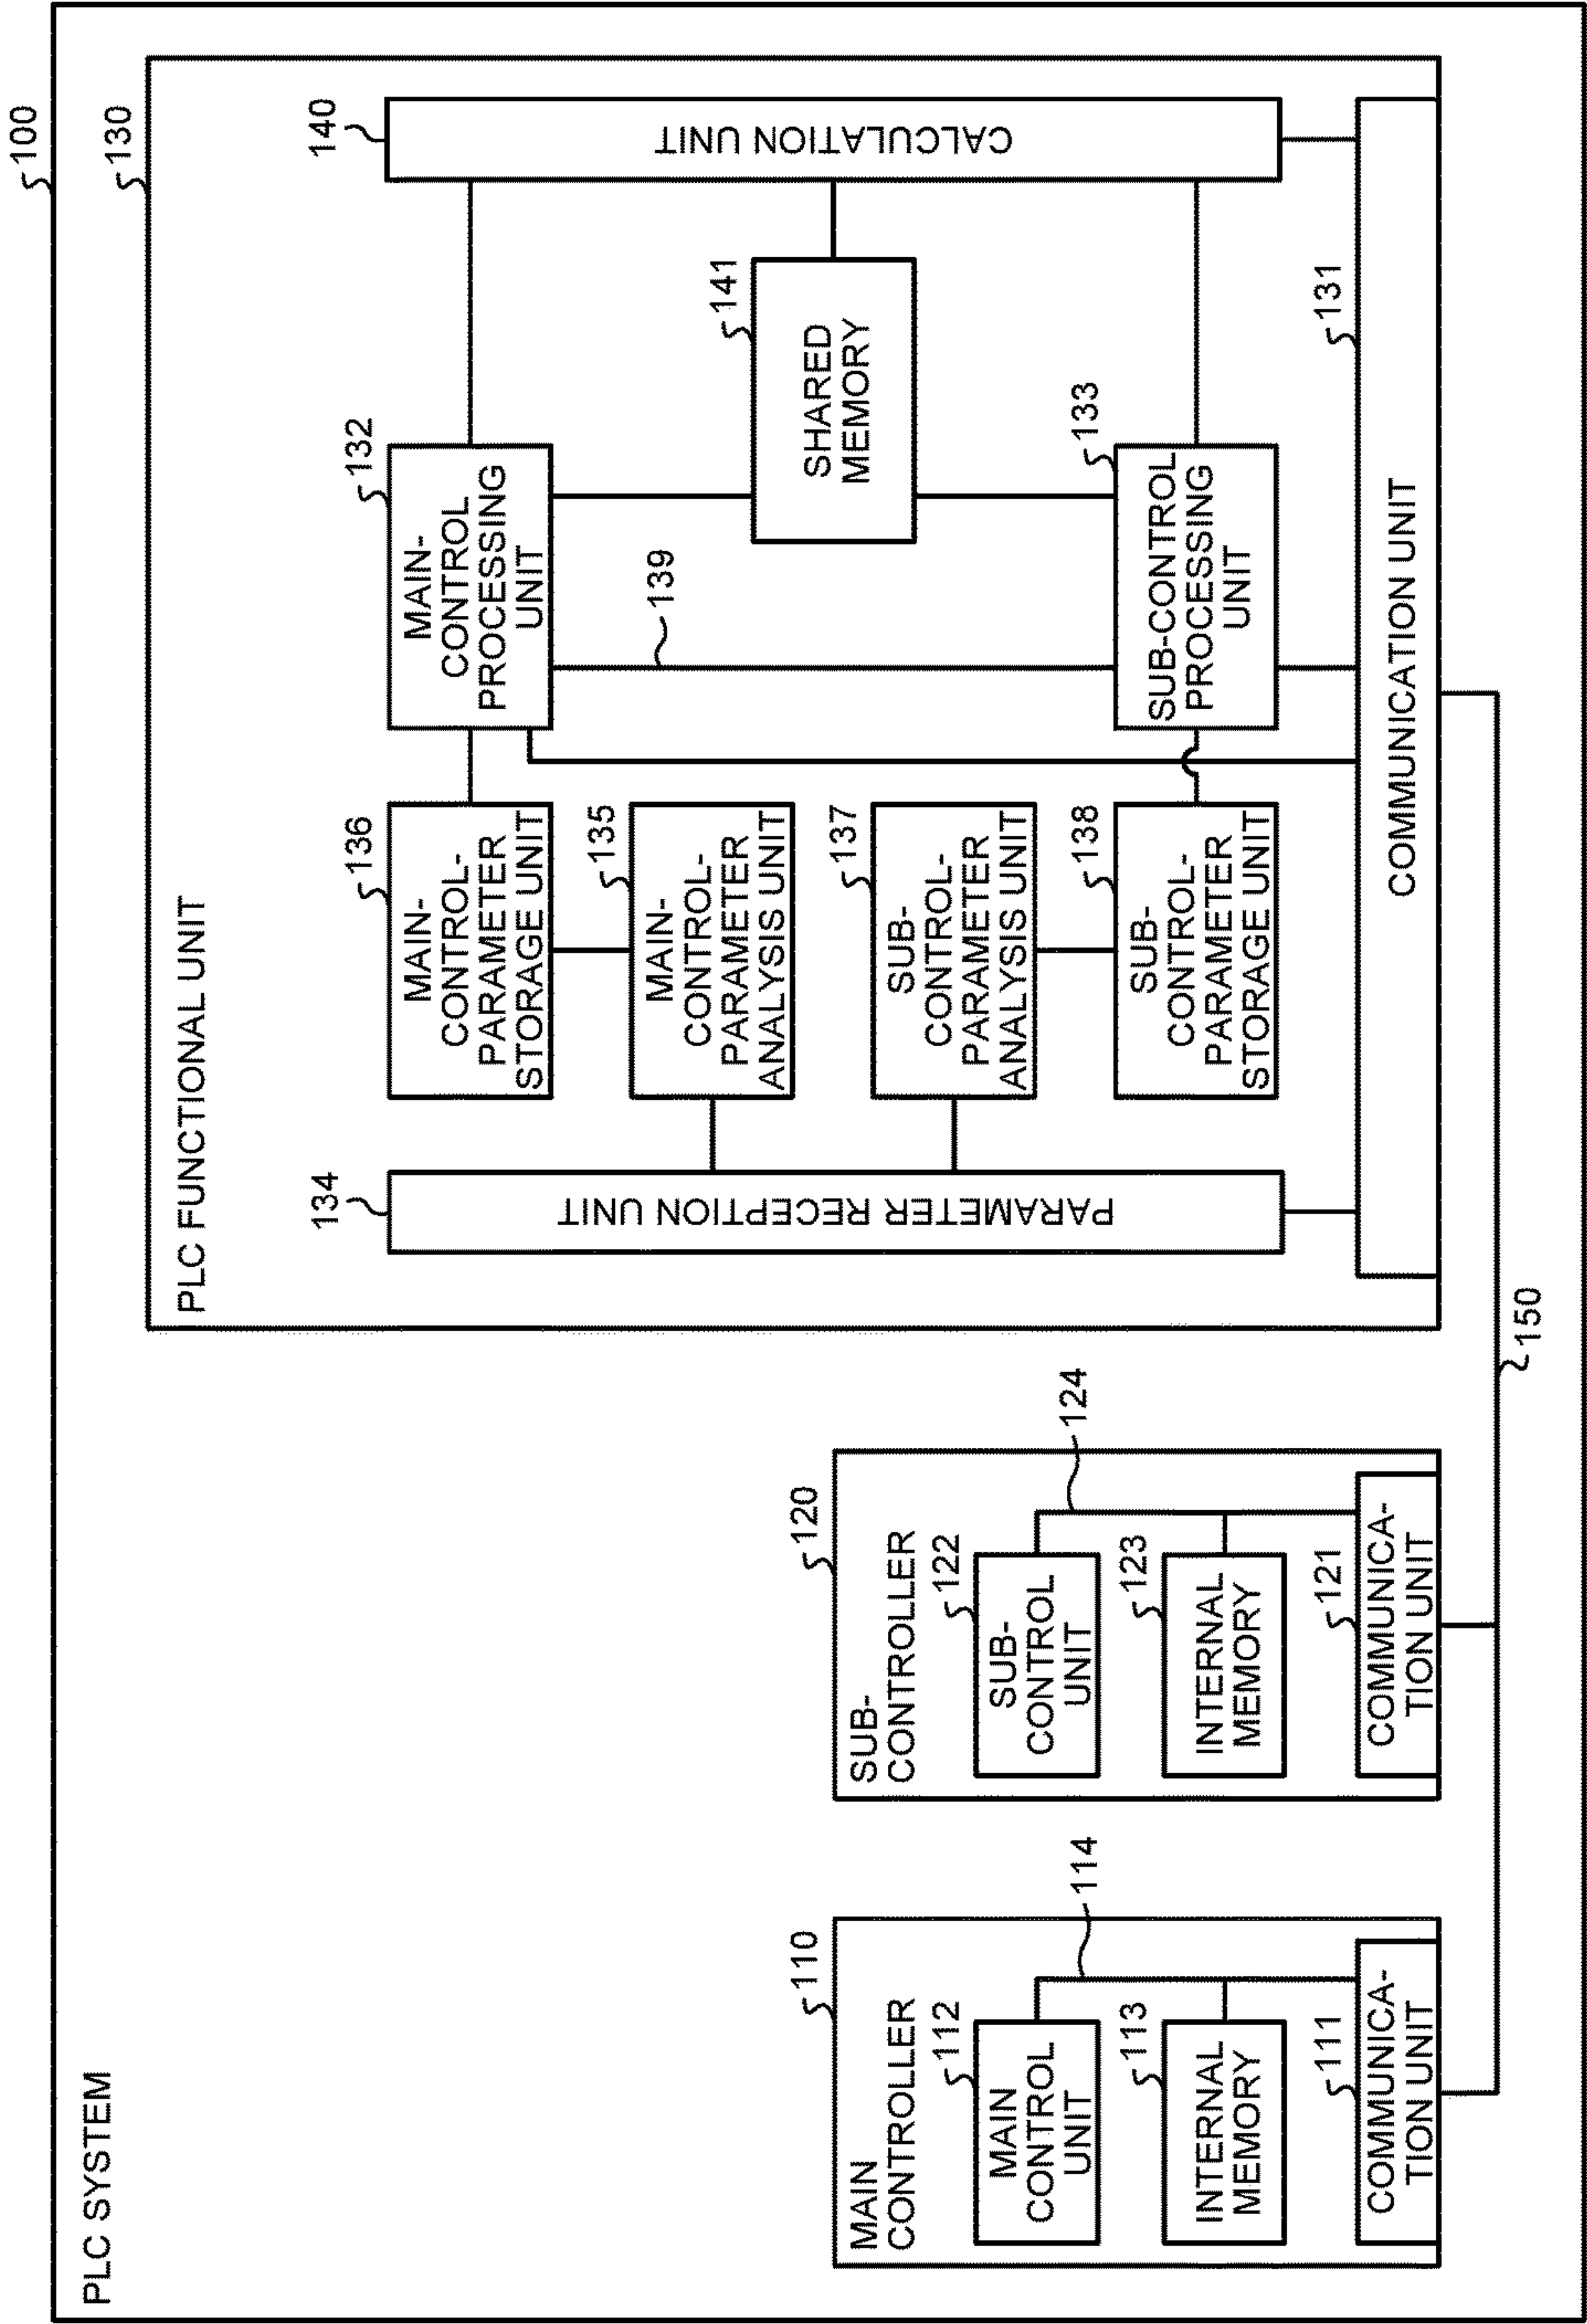 100
PLC SYSTEM
130
PLC FUNCTIONAL UNIT
134
PARAMETER RECEPTION UNIT
136
MAIN-
CONTROL-
PARAMETER
STORAGE UNIT
135
MAIN-
CONTROL-
PARAMETER
ANALYSIS UNIT
137
SUB-
CONTROL-
PARAMETER
ANALYSIS UNIT
138
SUB-
CONTROL-
PARAMETER
STORAGE UNIT
132
MAIN-
CONTROL
PROCESSING
UNIT
139
133
SUB-CONTROL
PROCESSING
UNIT
141
SHARED
MEMORY
140
CALCULATION UNIT
131
COMMUNICATION UNIT
110
MAIN
CONTROLLER
112
MAIN
CONTROL
UNIT
114
113
INTERNAL
MEMORY
111
COMMUNICA-
TION UNIT
120
SUB-
CONTROLLER
122
SUB-
CONTROL
UNIT
124
123
INTERNAL
MEMORY
121
COMMUNICA-
TION UNIT
150